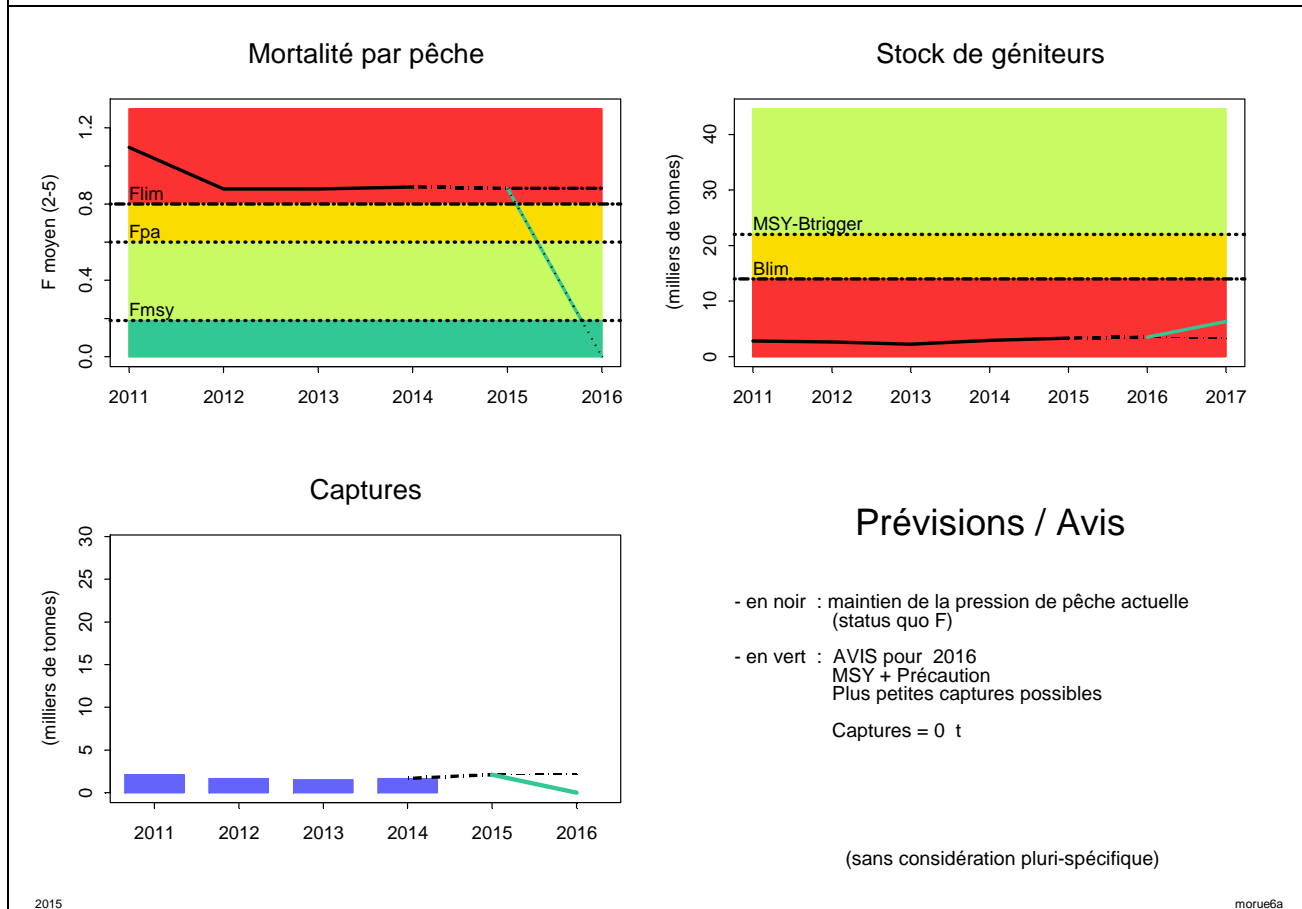 Mortalité par pêche
F moyen (2-5)
1.2
0.8
0.4
0.0
Flim
Fpa
Fmsy
2011 2012 2013 2014 2015 2016
Stock de géniteurs
(milliers de tonnes)
40
30
20
10
0
MSY-Btrigger
Blim
2011 2012 2013 2014 2015 2016 2017
Captures
(milliers de tonnes)
30
25
20
15
10
5
0
2011 2012 2013 2014 2015 2016
Prévisions / Avis
- en noir : maintien de la pression de pêche actuelle
(status quo F)
- en vert : AVIS pour 2016
MSY + Précaution
Plus petites captures possibles
Captures = 0 t
(sans considération pluri-spécifique)
2015
morue6a